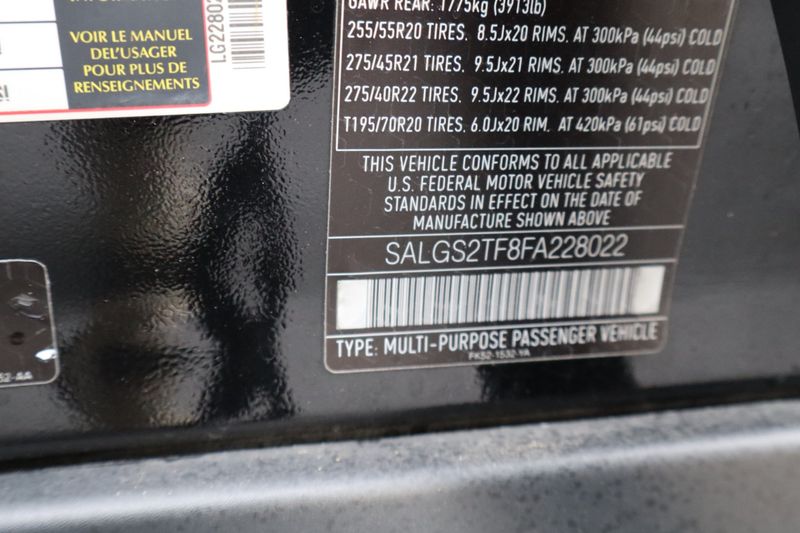 VOIR LE MANUEL
DE L'USAGER
POUR PLUS DE
RENSEIGNEMENTS
LG22802
GAWR REAR: 1775kg (3913lb)
255/55R20 TIRES. 8.5Jx20 RIMS. AT 300kPa (44psi) COLD
275/45R21 TIRES. 9.5Jx21 RIMS. AT 300kPa (44psi) COLD
275/40R22 TIRES. 9.5Jx22 RIMS. AT 300kPa (44psi) COLD
T195/70R20 TIRES. 6.0Jx20 RIM. AT 420kPa (61psi) COLD
THIS VEHICLE CONFORMS TO ALL APPLICABLE
U.S. FEDERAL MOTOR VEHICLE SAFETY
STANDARDS IN EFFECT ON THE DATE OF
MANUFACTURE SHOWN ABOVE
SALGS2TF8FA228022
TYPE: MULTI-PURPOSE PASSENGER VEHICLE
FK52-1532-YA
52-AA